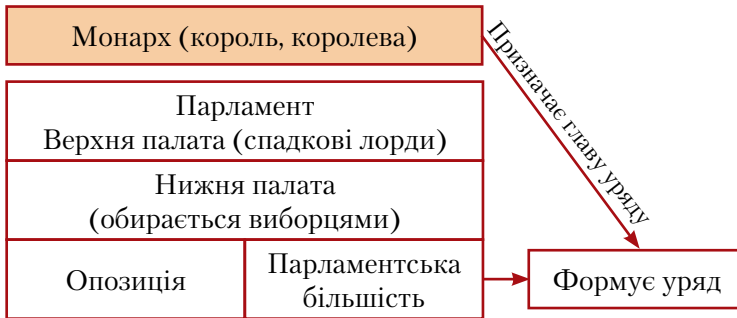 Монарх (король, королева)
Призначає главу уряду
Парламент
Верхня палата (спадкові лорди)
Нижня палата
(обирається виборцями)
Опозиція
Парламентська
більшість
Формує уряд